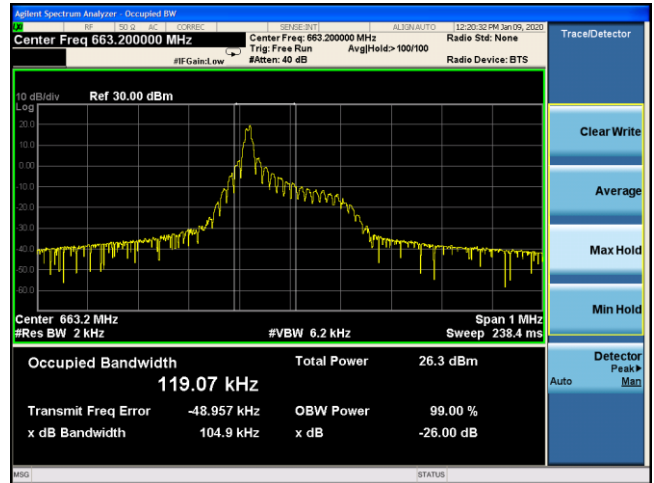 Agilent Spectrum Analyzer - Occupied BW
RF 50 Ω AC CORREC SENSE:INT ALIGNAUTO 12:20:32 PM Jan 09, 2020
Center Freq 663.200000 MHz
Center Freq: 663.200000 MHz
Radio Std: None
Trig: Free Run Avg|Hold:> 100/100
#IFGain:Low #Atten: 40 dB Radio Device: BTS
Trace/Detector
10 dB/div Ref 30.00 dBm
Log
20.0
10.0
0.00
-10.0
-20.0
-30.0
-40.0
-50.0
-60.0
Center 663.2 MHz Span 1 MHz
#Res BW 2 kHz #VBW 6.2 kHz Sweep 238.4 ms
Occupied Bandwidth Total Power 26.3 dBm
119.07 kHz
Transmit Freq Error -48.957 kHz OBW Power 99.00 %
x dB Bandwidth 104.9 kHz x dB -26.00 dB
Clear Write
Average
Max Hold
Min Hold
Detector
Peak▶
Auto Man
MSG STATUS